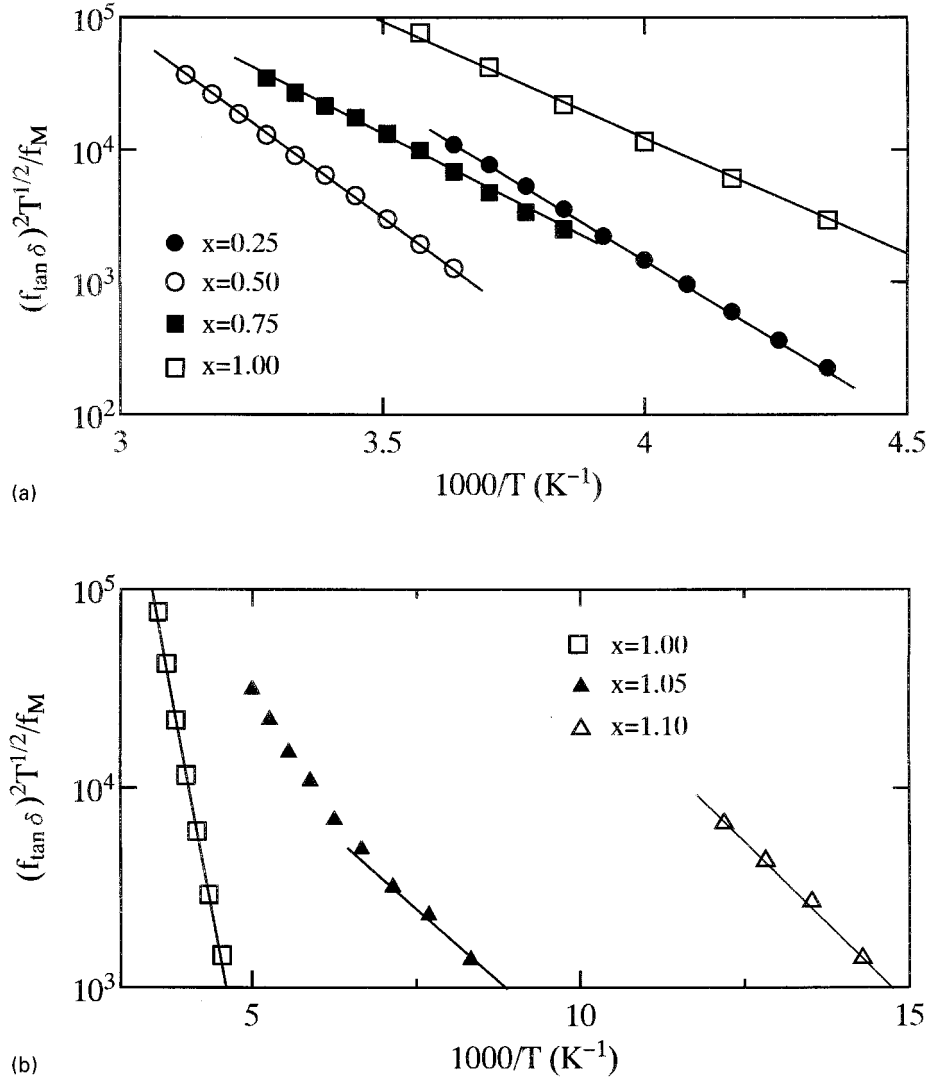 10^5
10^4
10^3
10^2
(f_tan δ)^2T^1/2/f_M
x=0.25
x=0.50
x=0.75
x=1.00
3
3.5
4
4.5
1000/T (K^−1)
(a)
10^5
10^4
10^3
(f_tan δ)^2T^1/2/f_M
x=1.00
x=1.05
x=1.10
5
10
15
1000/T (K^−1)
(b)